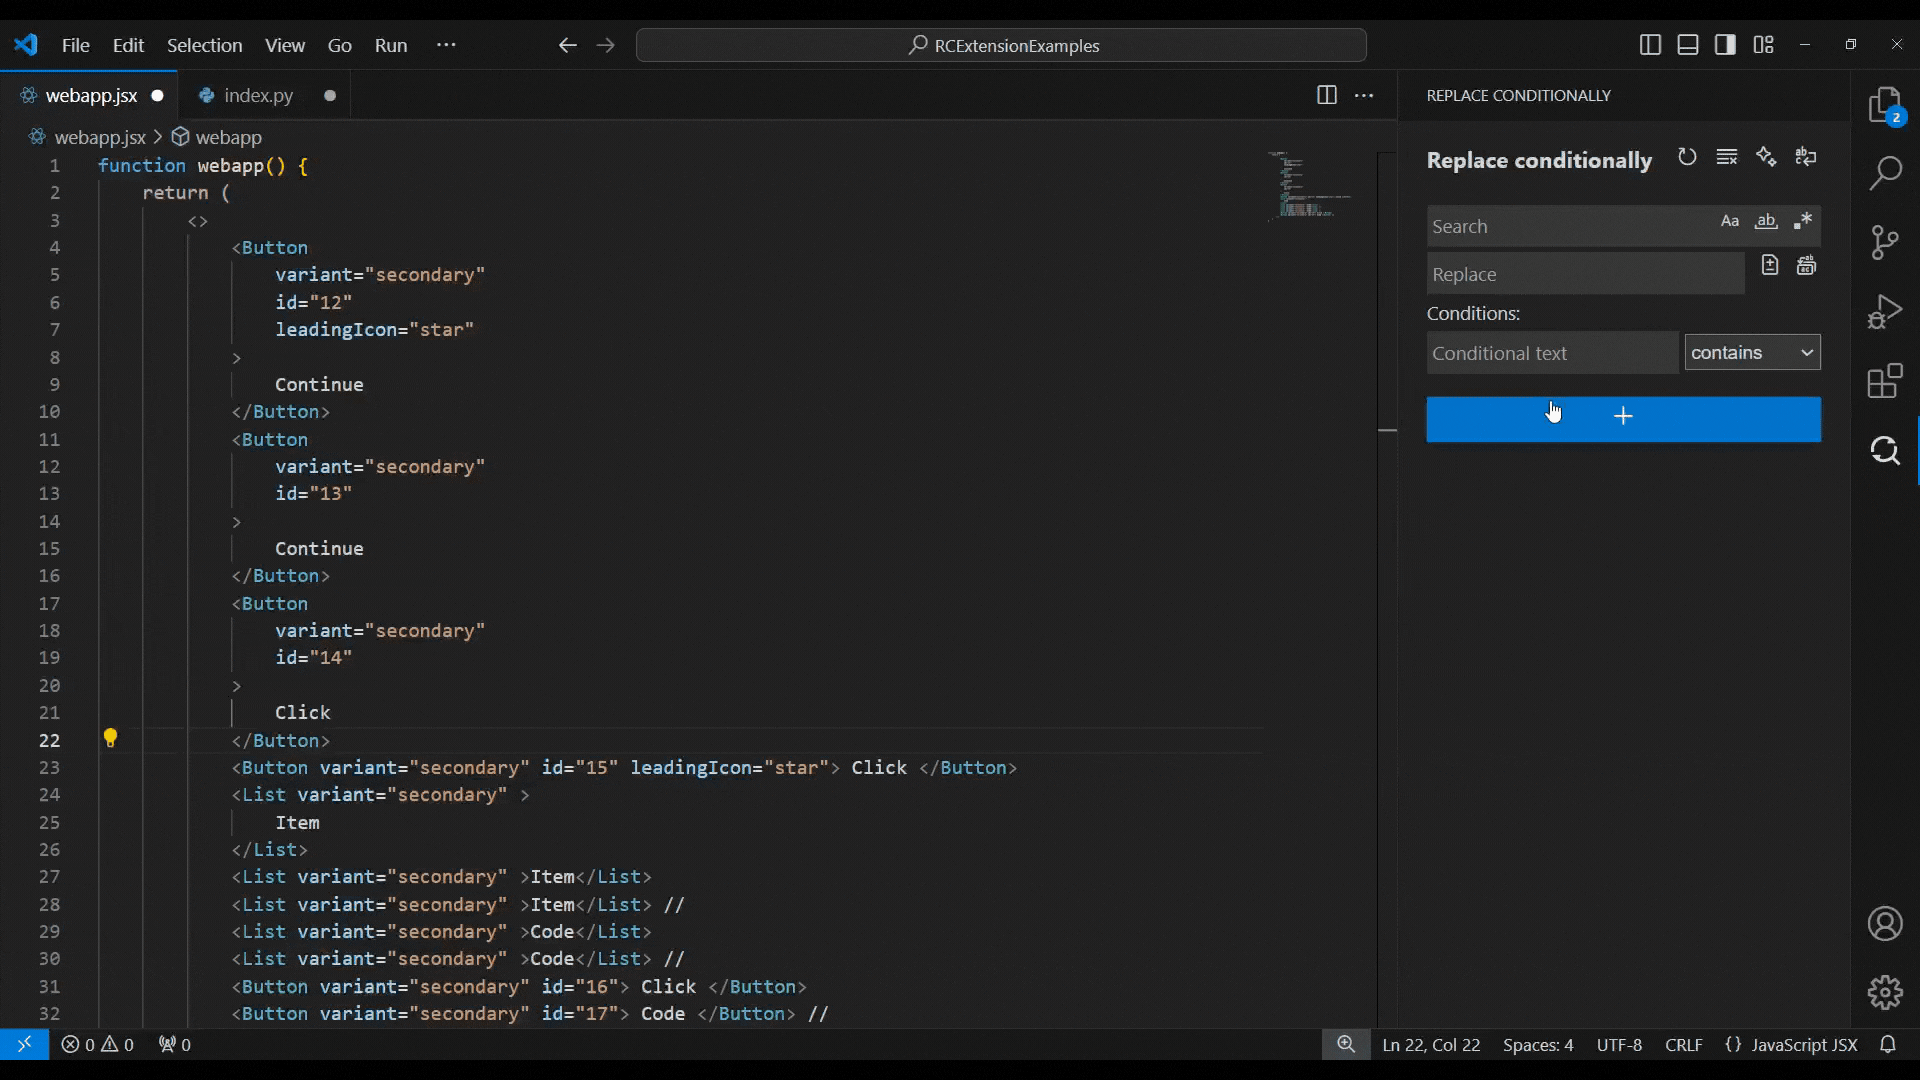 File Edit Selection View Go Run ···
RCExtensionExamples
webapp.jsx
index.py
webapp.jsx > webapp
1 function webapp() {
2 return (
3 <>
4 <Button
5 variant="secondary"
6 id="12"
7 leadingIcon="star"
8 >
9 Continue
10 </Button>
11 <Button
12 variant="secondary"
13 id="13"
14 >
15 Continue
16 </Button>
17 <Button
18 variant="secondary"
19 id="14"
20 >
21 Click
22 </Button>
23 <Button variant="secondary" id="15" leadingIcon="star"> Click </Button>
24 <List variant="secondary" >
25 Item
26 </List>
27 <List variant="secondary" >Item</List>
28 <List variant="secondary" >Item</List> //
29 <List variant="secondary" >Code</List>
30 <List variant="secondary" >Code</List> //
31 <Button variant="secondary" id="16"> Click </Button>
32 <Button variant="secondary" id="17"> Code </Button> //
REPLACE CONDITIONALLY
Replace conditionally
Search
Aa ab
Replace
Conditions:
Conditional text
contains
+
2
0 0 0
Ln 22, Col 22 Spaces: 4 UTF-8 CRLF {} JavaScript JSX